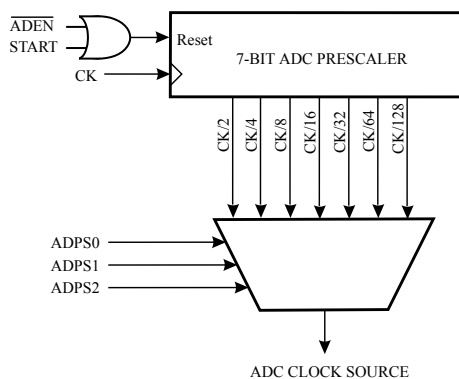 ADEN
START
Reset
CK
7-BIT ADC PRESCALER
CK/2
CK/4
CK/8
CK/16
CK/32
CK/64
CK/128
ADPS0
ADPS1
ADPS2
ADC CLOCK SOURCE